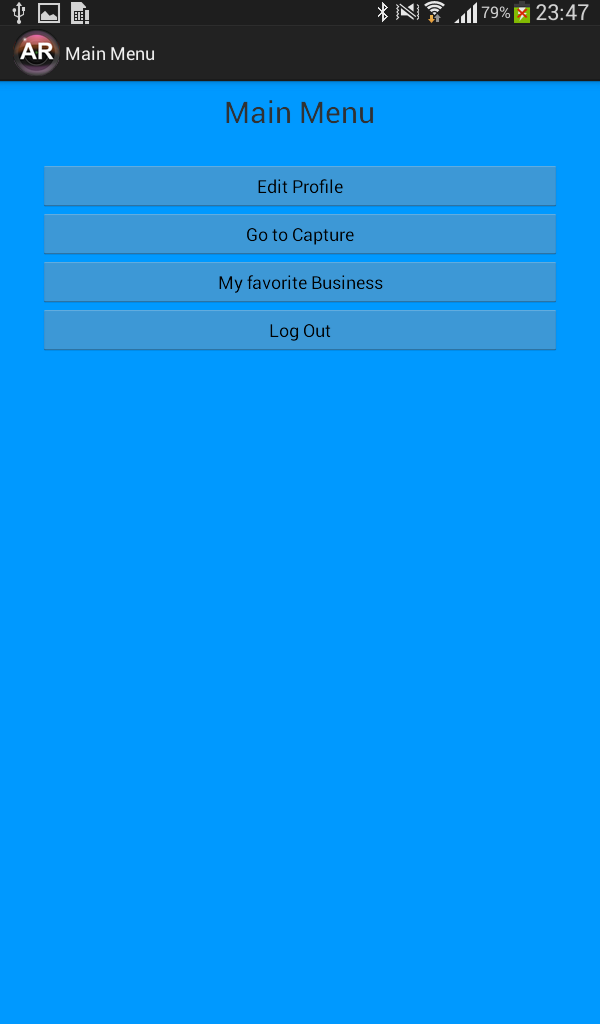 79% 23:47
AR Main Menu
Main Menu
Edit Profile
Go to Capture
My favorite Business
Log Out